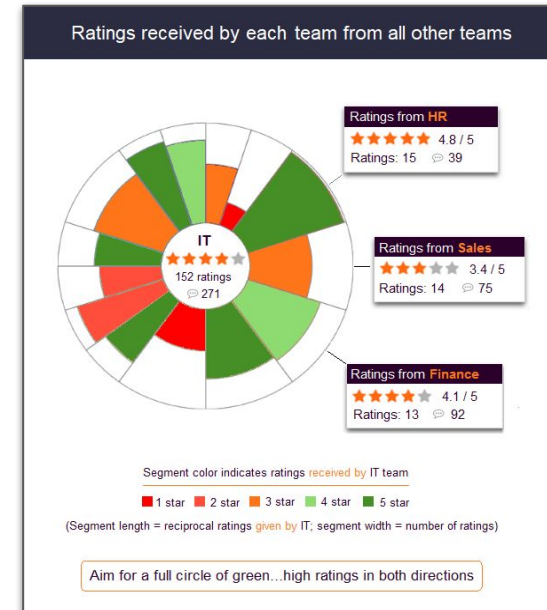 Ratings received by each team from all other teams
Ratings from HR
4.8 / 5
Ratings: 15 39
IT
152 ratings
271
Ratings from Sales
3.4 / 5
Ratings: 14 75
Ratings from Finance
4.1 / 5
Ratings: 13 92
Segment color indicates ratings received by IT team
1 star 2 star 3 star 4 star 5 star
(Segment length = reciprocal ratings given by IT; segment width = number of ratings)
Aim for a full circle of green...high ratings in both directions